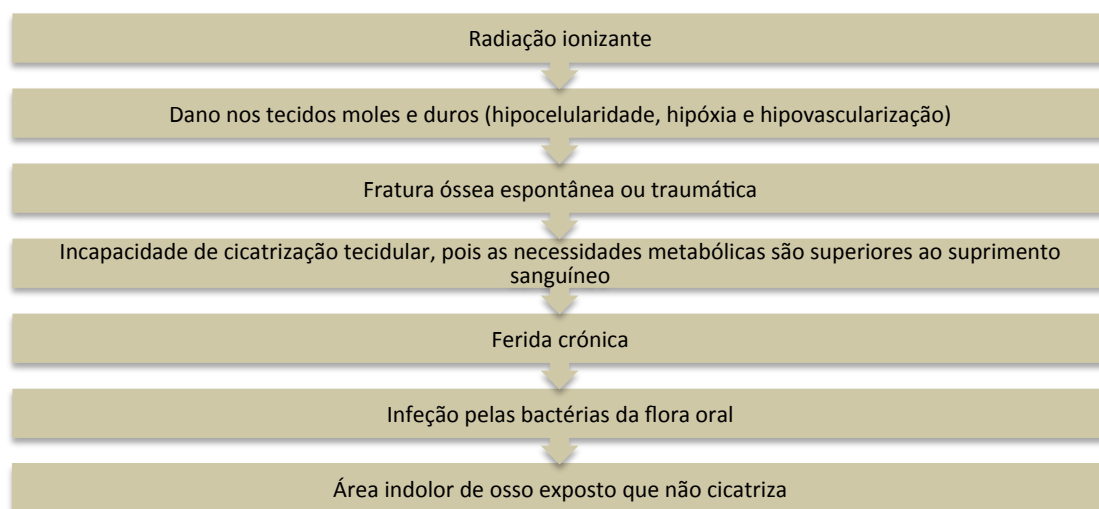 Radiação ionizante
Dano nos tecidos moles e duros (hipocelularidade, hipóxia e hipovascularização)
Fratura óssea espontânea ou traumática
Incapacidade de cicatrização tecidular, pois as necessidades metabólicas são superiores ao suprimento
sanguíneo
Ferida crónica
Infeção pelas bactérias da flora oral
Área indolor de osso exposto que não cicatriza